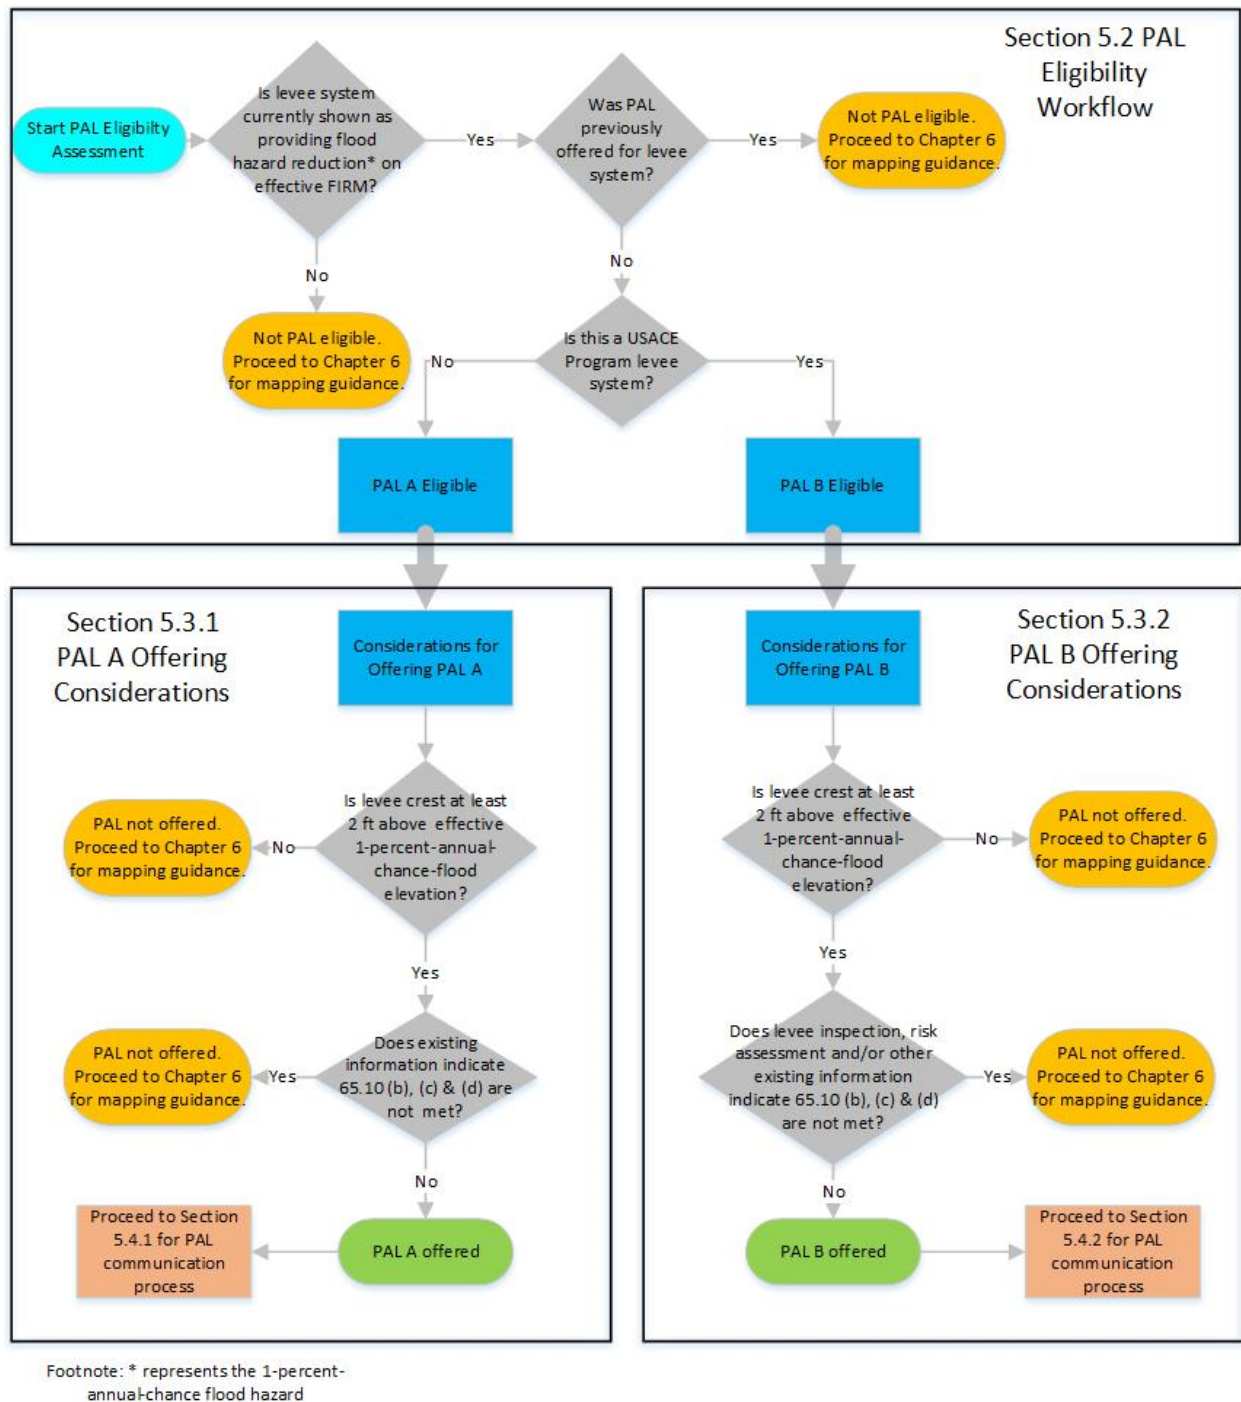 Section 5.2 PAL
Eligibility
Workflow
Start PAL Eligibilty
Assessment
Is levee system
currently shown as
providing flood
hazard reduction* on
effective FIRM?
Yes
Was PAL
previously
offered for levee
system?
Yes
Not PAL eligible.
Proceed to Chapter 6
for mapping guidance.
No
Not PAL eligible.
Proceed to Chapter 6
for mapping guidance.
No
Is this a USACE
Program levee
system?
No
Yes
PAL A Eligible
PAL B Eligible
Section 5.3.1
PAL A Offering
Considerations
Considerations for
Offering PAL A
Is levee crest at least
2 ft above effective
1-percent-annual-
chance-flood
elevation?
No
PAL not offered.
Proceed to Chapter 6
for mapping guidance.
Yes
Does existing
information indicate
65.10 (b), (c) & (d) are
not met?
Yes
PAL not offered.
Proceed to Chapter 6
for mapping guidance.
No
PAL A offered
Proceed to Section
5.4.1 for PAL
communication
process
Section 5.3.2
PAL B Offering
Considerations
Considerations for
Offering PAL B
Is levee crest at least
2 ft above effective
1-percent-annual-
chance-flood
elevation?
No
PAL not offered.
Proceed to Chapter 6
for mapping guidance.
Yes
Does levee inspection, risk
assessment and/or other
existing information
indicate 65.10 (b), (c) & (d)
are not met?
Yes
PAL not offered.
Proceed to Chapter 6
for mapping guidance.
No
PAL B offered
Proceed to Section
5.4.2 for PAL
communication
process
Footnote: * represents the 1-percent-
annual-chance flood hazard